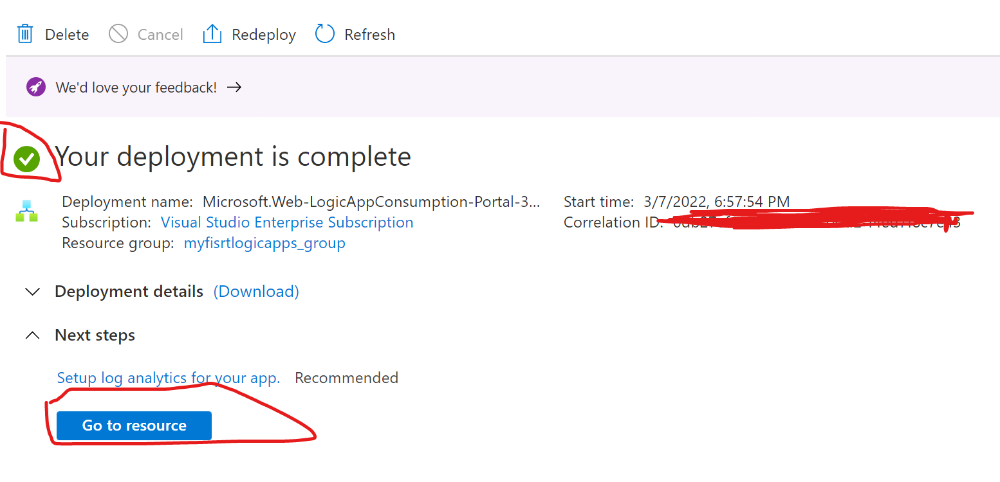 Delete Cancel Redeploy Refresh
We'd love your feedback! →
Your deployment is complete
Deployment name: Microsoft.Web-LogicAppConsumption-Portal-3... Start time: 3/7/2022, 6:57:54 PM
Subscription: Visual Studio Enterprise Subscription Correlation ID:
Resource group: myfisrtlogicapps_group
Deployment details (Download)
Next steps
Setup log analytics for your app. Recommended
Go to resource